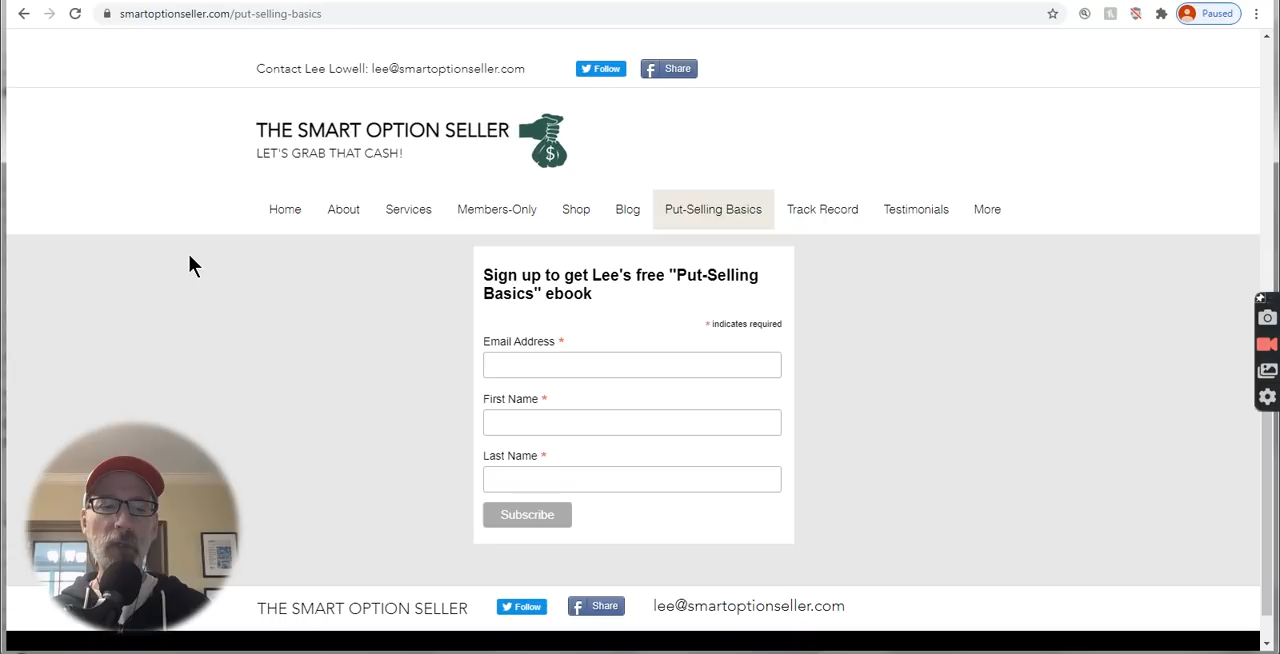 smartoptionseller.com/put-selling-basics
Paused
Contact Lee Lowell: lee@smartoptionseller.com
Follow
Share
THE SMART OPTION SELLER
LET'S GRAB THAT CASH!
$
Home About Services Members-Only Shop Blog Put-Selling Basics Track Record Testimonials More
Sign up to get Lee's free "Put-Selling
Basics" ebook
* indicates required
Email Address *
First Name *
Last Name *
Subscribe
THE SMART OPTION SELLER
Follow
Share
lee@smartoptionseller.com